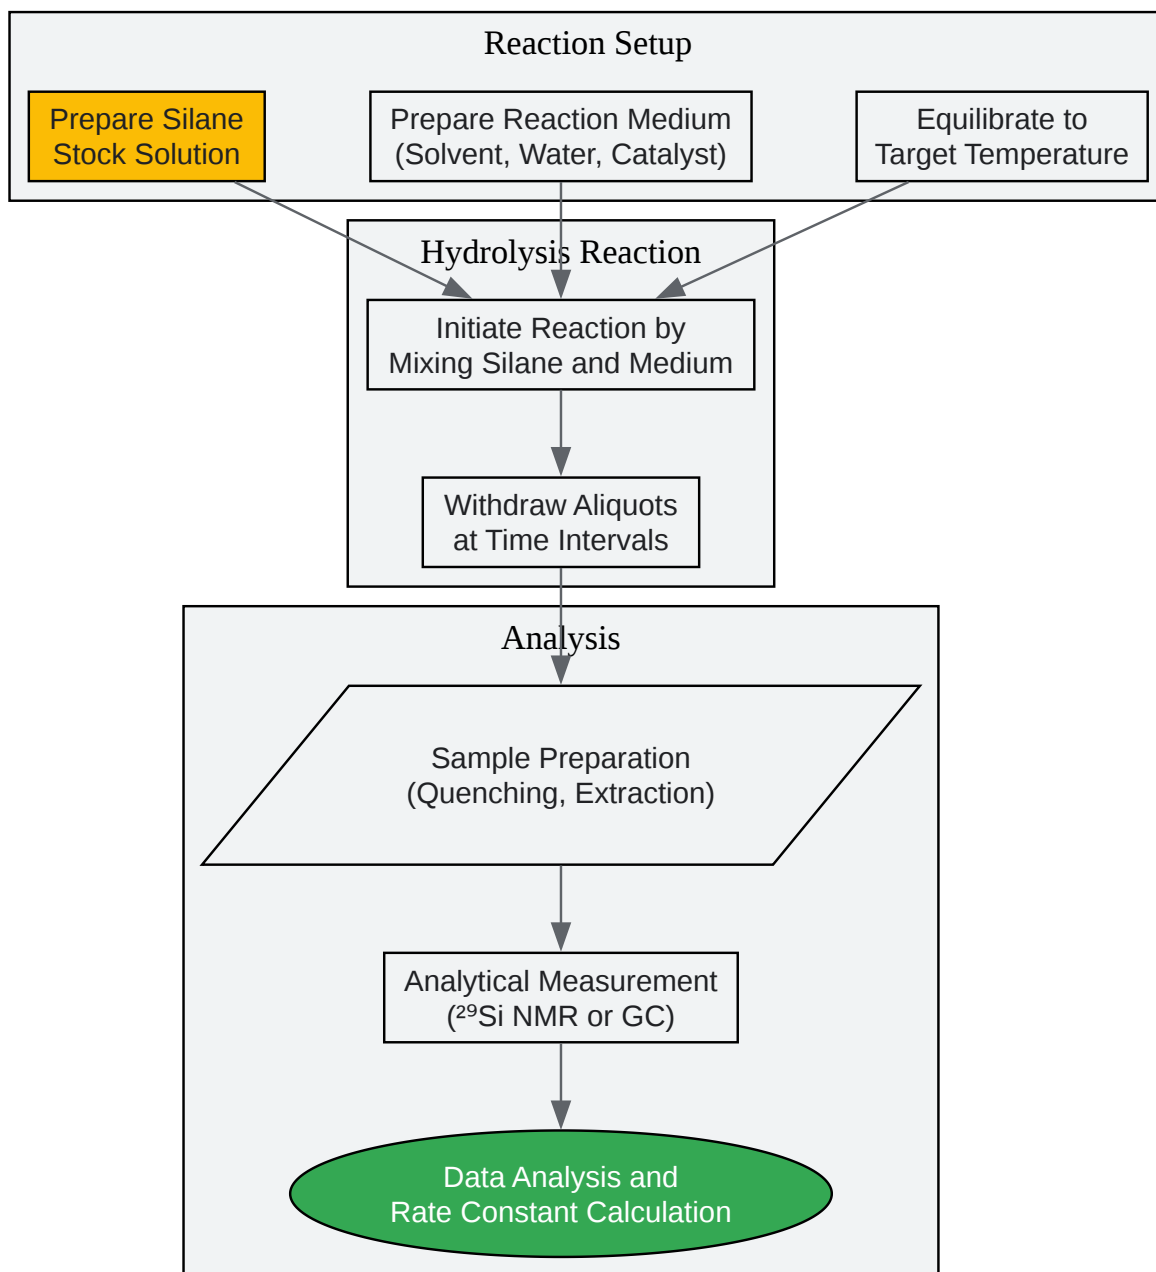 Reaction Setup
Prepare Silane
Stock Solution
Prepare Reaction Medium
(Solvent, Water, Catalyst)
Equilibrate to
Target Temperature
Hydrolysis Reaction
Initiate Reaction by
Mixing Silane and Medium
Withdraw Aliquots
at Time Intervals
Analysis
Sample Preparation
(Quenching, Extraction)
Analytical Measurement
(²⁹Si NMR or GC)
Data Analysis and
Rate Constant Calculation